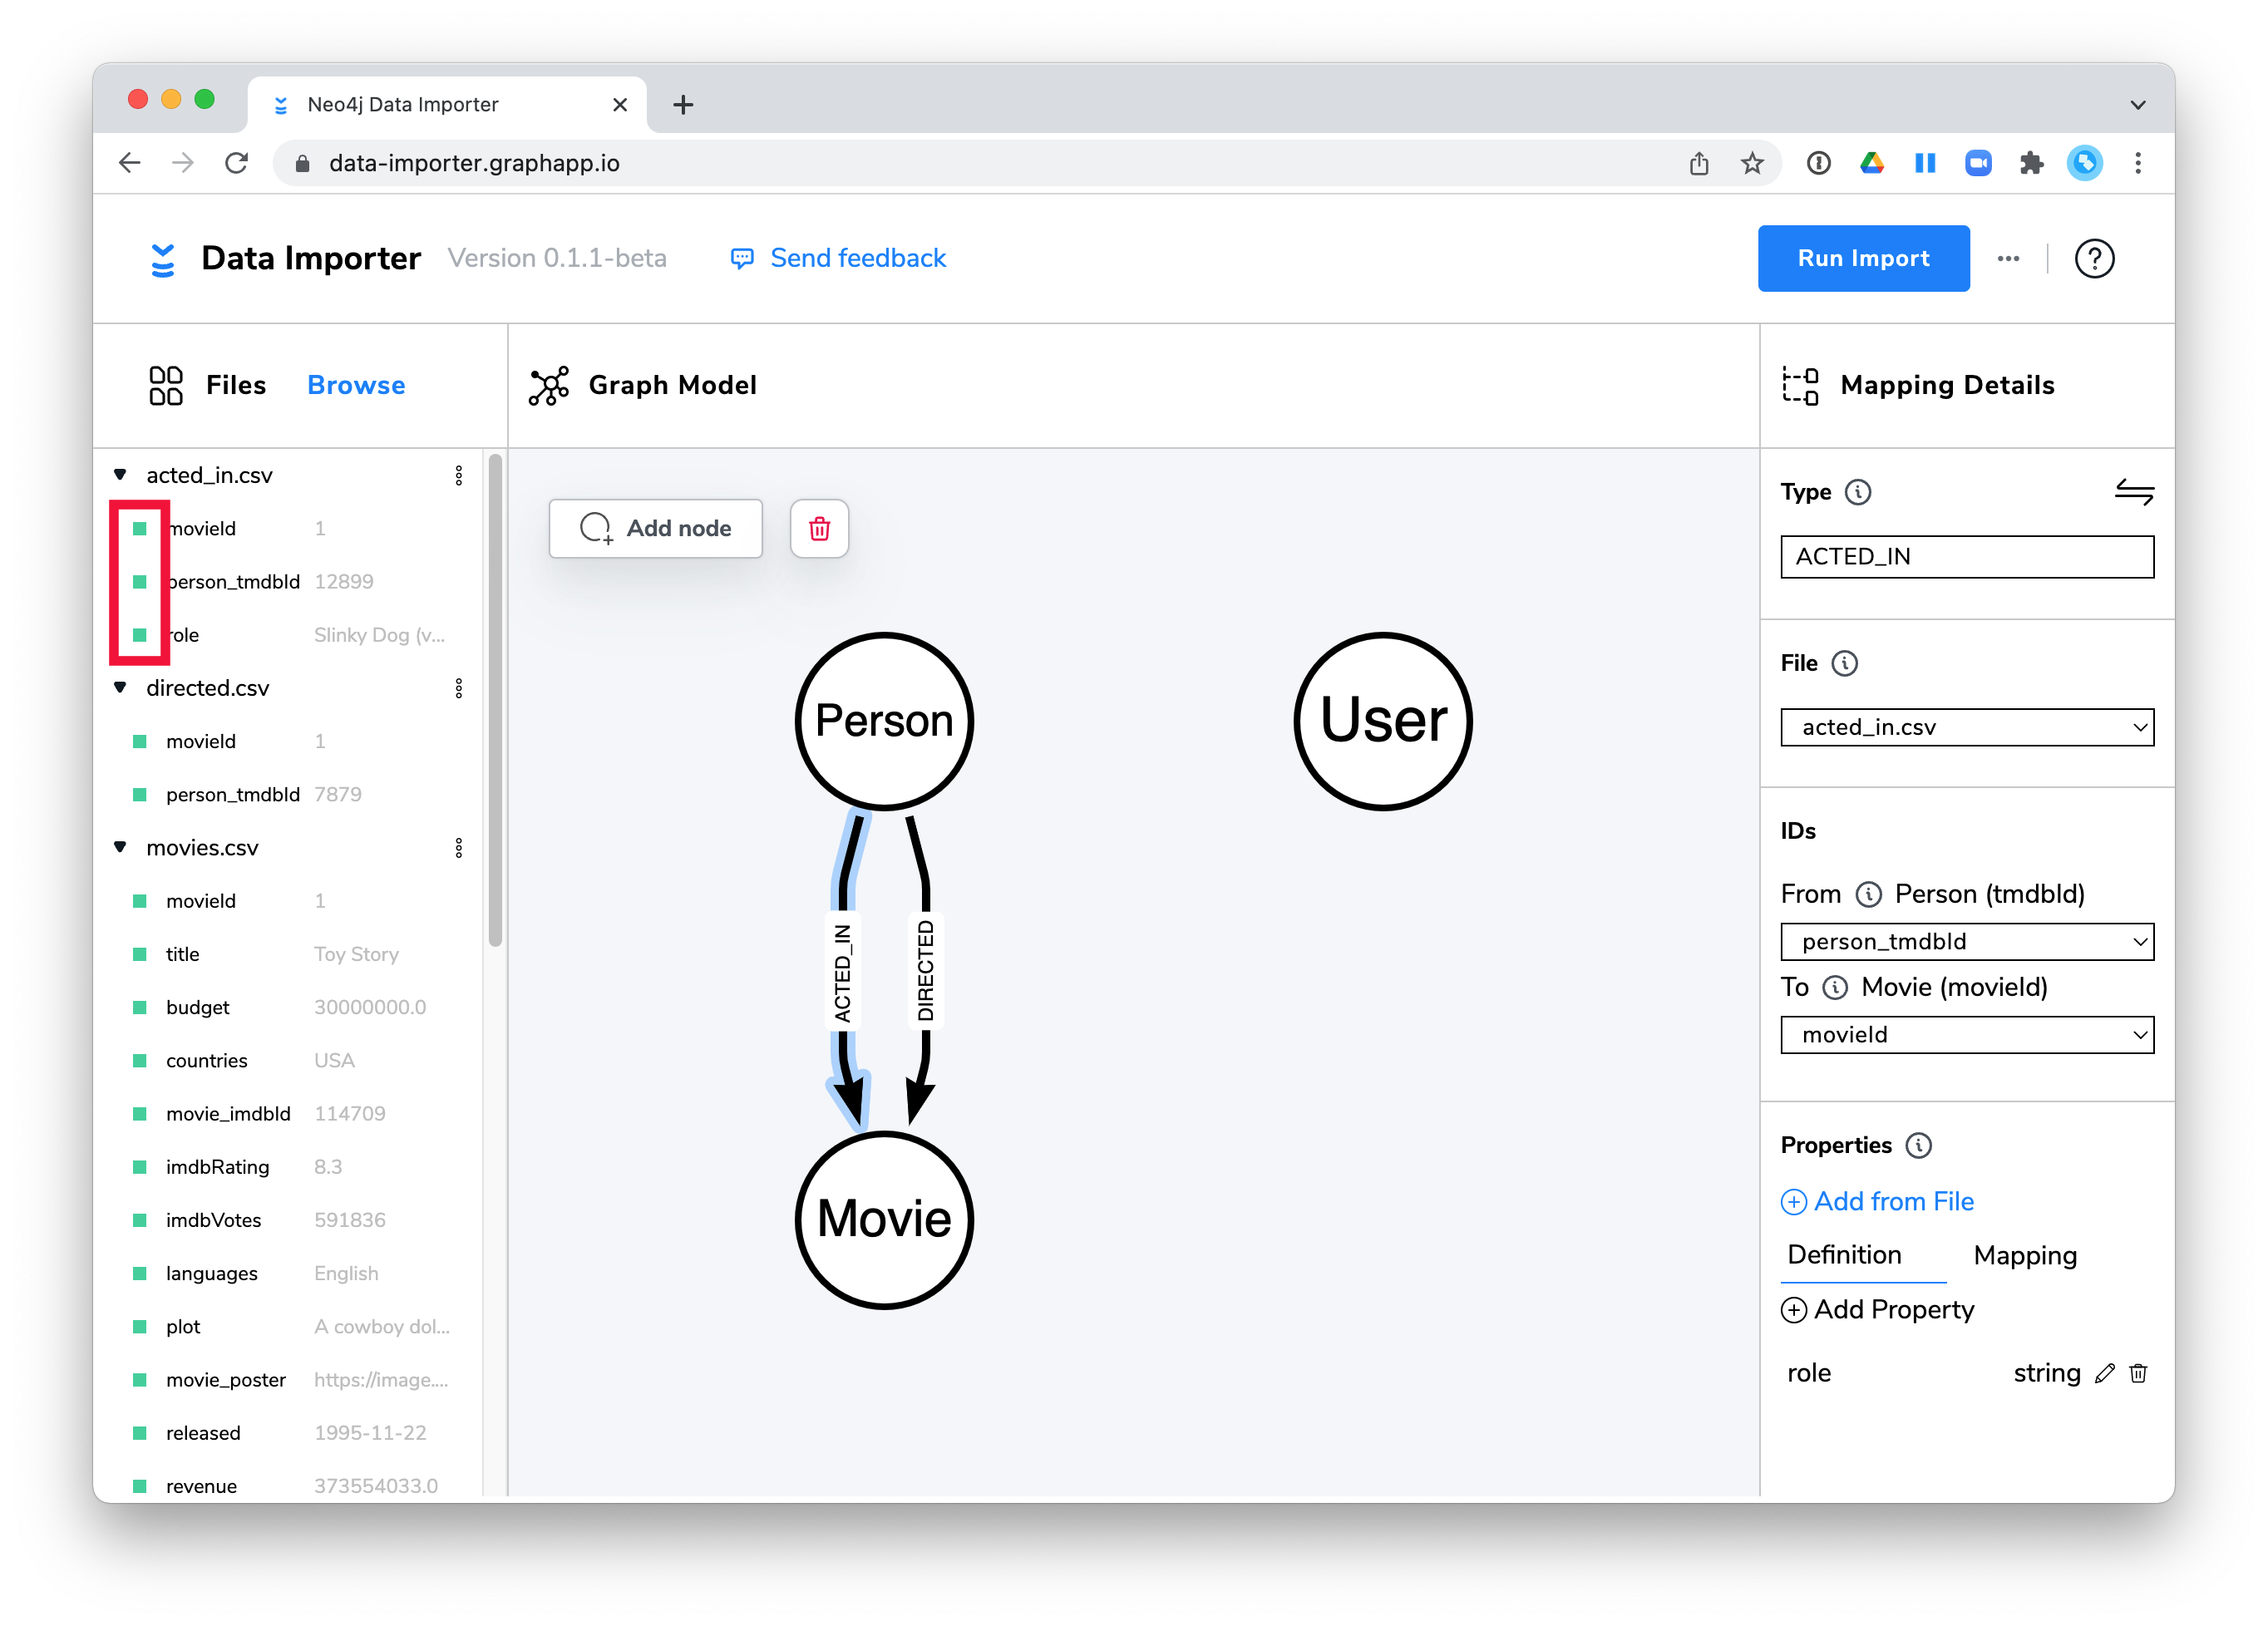 Neo4j Data Importer
data-importer.graphapp.io
Data Importer Version 0.1.1-beta Send feedback Run Import
Files Browse
acted_in.csv
movieId 1
person_tmdbId 12899
role Slinky Dog (v...
directed.csv
movieId 1
person_tmdbId 7879
movies.csv
movieId 1
title Toy Story
budget 30000000.0
countries USA
movie_imdbId 114709
imdbRating 8.3
imdbVotes 591836
languages English
plot A cowboy dol...
movie_poster https://image....
released 1995-11-22
revenue 373554033.0
Graph Model
Add node
Person
User
ACTED_IN
DIRECTED
Movie
Mapping Details
Type
ACTED_IN
File
acted_in.csv
IDs
From Person (tmdbId)
person_tmdbId
To Movie (movieId)
movieId
Properties
Add from File
Definition Mapping
Add Property
role string